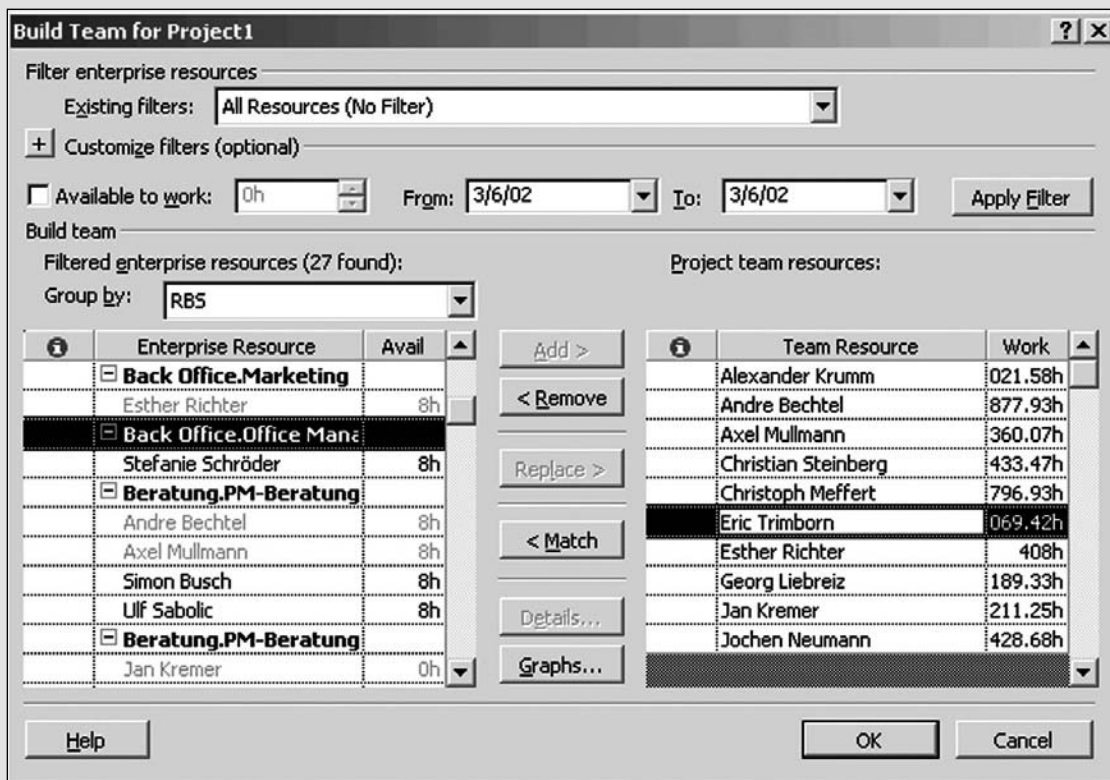 Build Team for Project1
Filter enterprise resources
Existing filters: All Resources (No Filter)
+ Customize filters (optional)
Available to work: 0h From: 3/6/02 To: 3/6/02 Apply Filter
Build team
Filtered enterprise resources (27 found): Project team resources:
Group by: RBS
Enterprise Resource Avail
Back Office.Marketing
Esther Richter 8h
Back Office.Office Mana
Stefanie Schröder 8h
Beratung.PM-Beratung
Andre Bechtel 8h
Axel Mullmann 8h
Simon Busch 8h
Ulf Sabolic 8h
Beratung.PM-Beratung
Jan Kremer 0h
Add >
< Remove
Replace >
< Match
Details...
Graphs...
Team Resource Work
Alexander Krumm 021.58h
Andre Bechtel 877.93h
Axel Mullmann 360.07h
Christian Steinberg 433.47h
Christoph Meffert 796.93h
Eric Trimborn 069.42h
Esther Richter 408h
Georg Liebreiz 189.33h
Jan Kremer 211.25h
Jochen Neumann 428.68h
Help OK Cancel